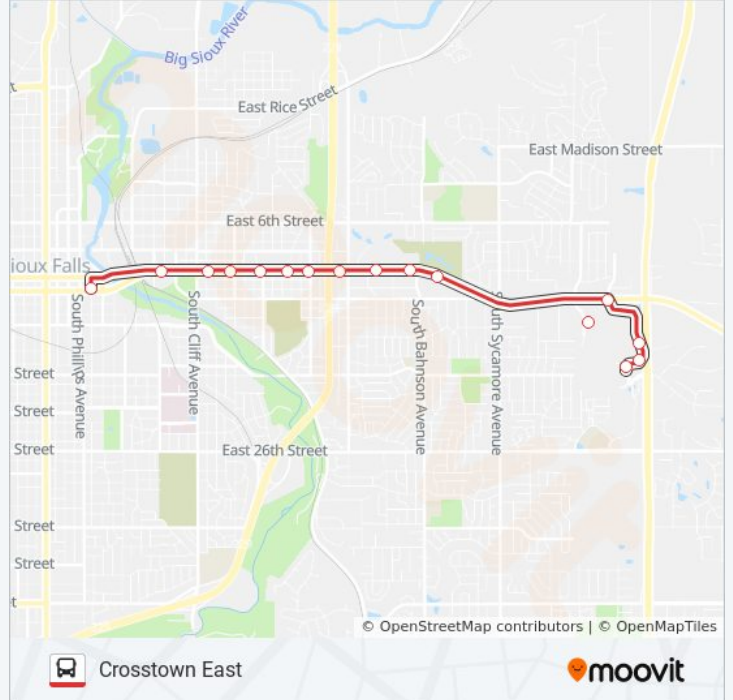 Big Sioux River
East Rice Street
East Madison Street
East 6th Street
ioux Falls
South Phillips Avenue
South Cliff Avenue
South Bahnson Avenue
uth Sycamore Avenue
Street
Street
East 26th Street
Street
Street
Street
t
© OpenStreetMap contributors | © OpenMapTiles
Crosstown East
moovit